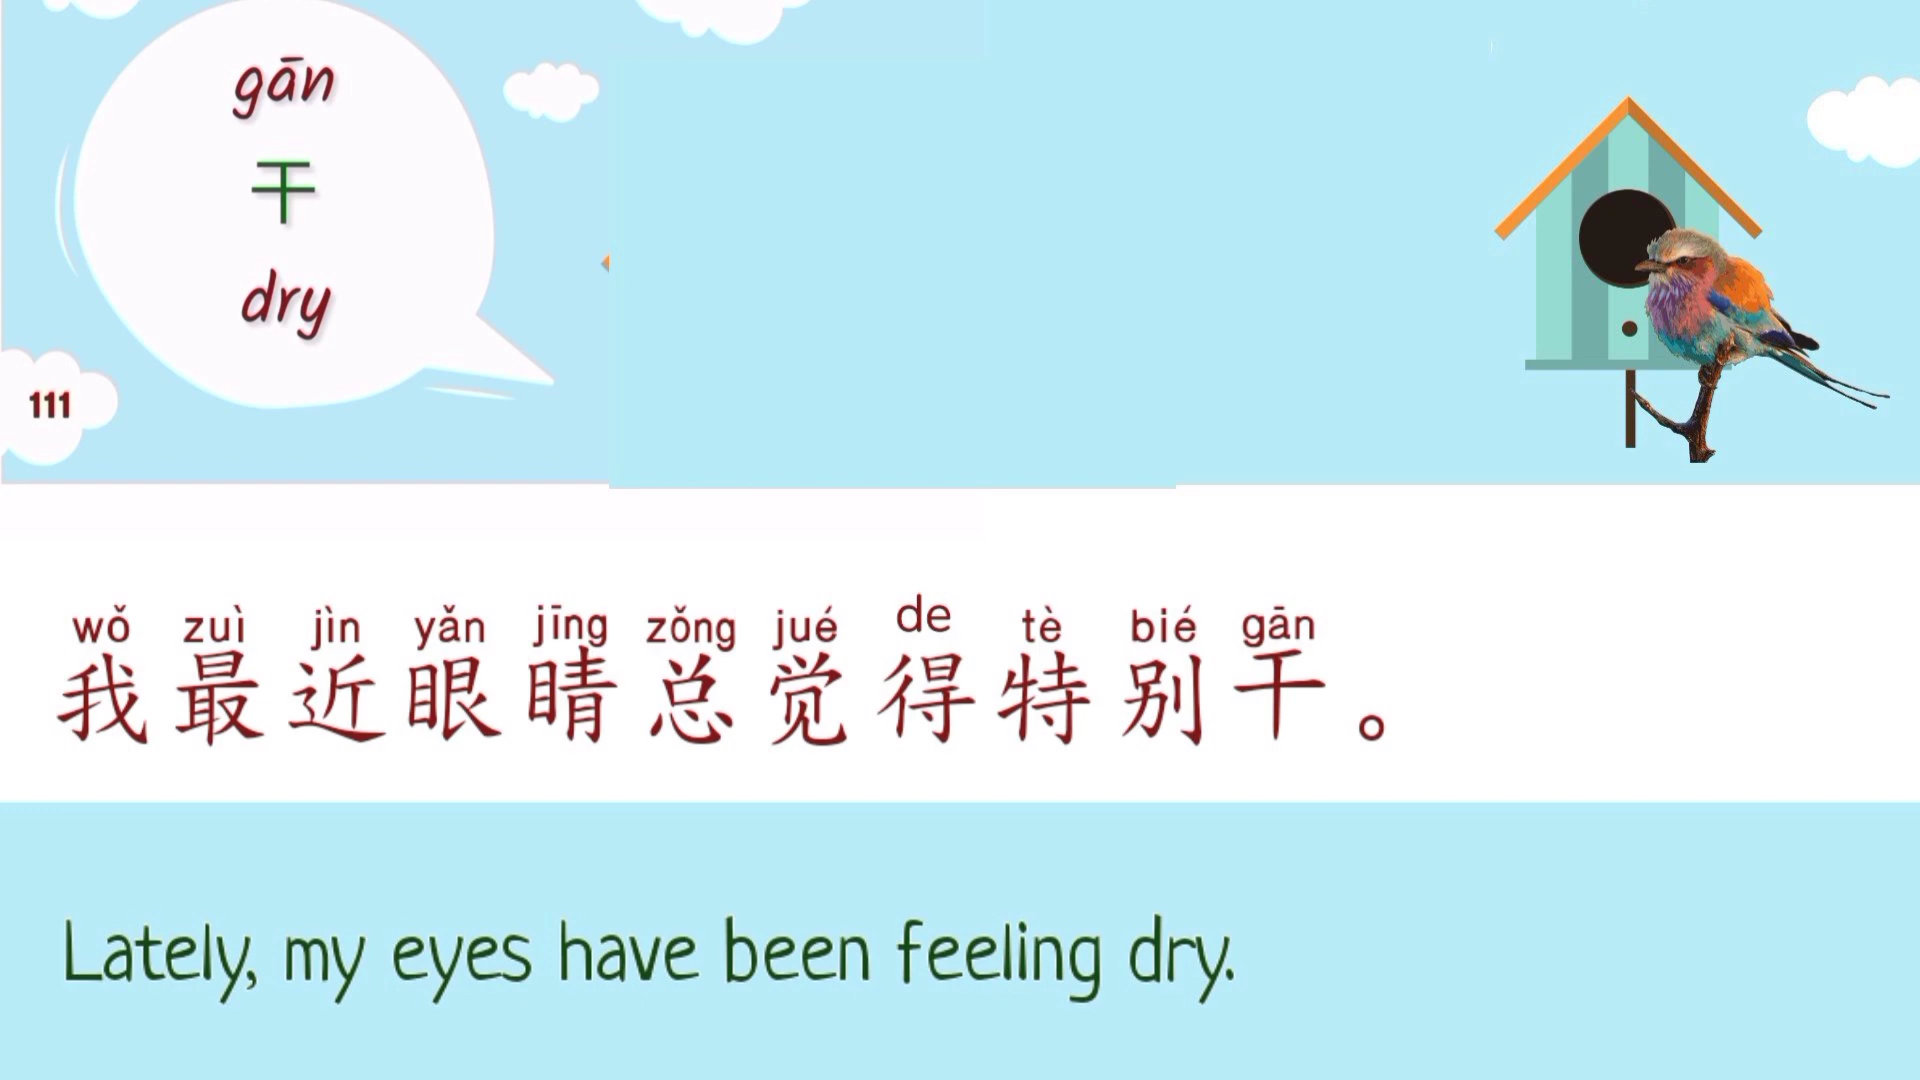 gān
干
dry
111
wǒ zuì jìn yǎn jīng zǒng jué de tè bié gān
我最近眼睛总觉得特别干。
Lately, my eyes have been feeling dry.